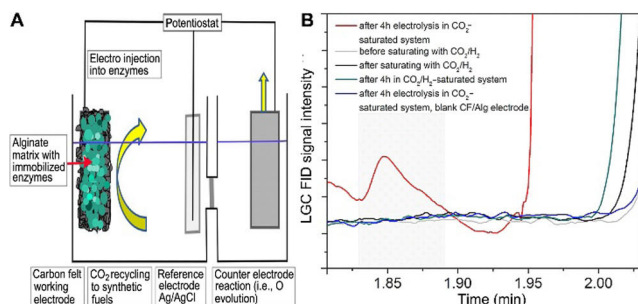 A
Potentiostat
Electro injection
into enzymes
Alginate
matrix with
immobilized
enzymes
Carbon felt
working
electrode
CO₂ recycling
to synthetic
fuels
Reference
electrode
Ag/AgCl
Counter electrode
reaction (i.e., O
evolution)
B
LGC FID signal intensity
after 4h electrolysis in CO₂–
saturated system
before saturating with CO₂/H₂
after saturating with CO₂/H₂
after 4h in CO₂/H₂–saturated system
after 4h electrolysis in CO₂–
saturated system, blank CF/Alg electrode
1.85
1.90
1.95
2.00
Time (min)